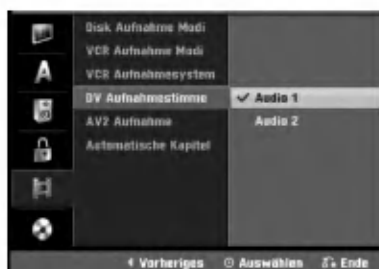 Disk Aufnahme Modi
VCR Aufnahme Modi
A
VCR Aufnahmesystem
DV Aufnahmestimme ✓ Audio 1
AV2 Aufnahme Audio 2
Automatische Kapitel
Vorheriges Auswählen Ende